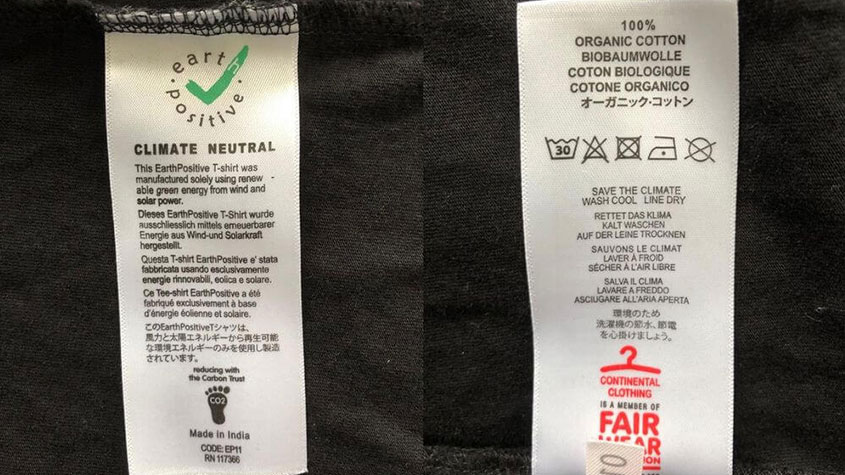 earth
positive
CLIMATE NEUTRAL
This EarthPositive T-shirt was
manufactured solely using renew
able green energy from wind and
solar power.
Dieses EarthPositive T-Shirt wurde
ausschliesslich mittels erneuerbarer
Energie aus Wind-und Solarkraft
hergestellt.
Questa T-shirt EarthPositive e' stata
fabbricata usando esclusivamente
energie rinnovabili, eolica e solare.
Ce Tee-shirt EarthPositive a été
fabriqué exclusivement à base
d'énergie éolienne et solaire.
このEarthPositiveTシャツは、
風力と太陽エネルギーから再生可能
な環境エネルギーのみを使用し製造
されています。
reducing with
the Carbon Trust
CO2
Made in India
CODE: EP11
RN 117366
100%
ORGANIC COTTON
BIOBAUMWOLLE
COTON BIOLOGIQUE
COTONE ORGANICO
オーガニック・コットン
30
SAVE THE CLIMATE
WASH COOL LINE DRY
RETTET DAS KLIMA
KALT WASCHEN
AUF DER LEINE TROCKNEN
SAUVONS LE CLIMAT
LAVER À FROID
SÉCHER À L'AIR LIBRE
SALVA IL CLIMA
LAVARE A FREDDO
ASCIUGARE ALL'ARIA APERTA
環境のため
洗濯機の節水、節電
を心掛けましょう。
CONTINENTAL
CLOTHING
IS A MEMBER OF
FAIR
WEAR